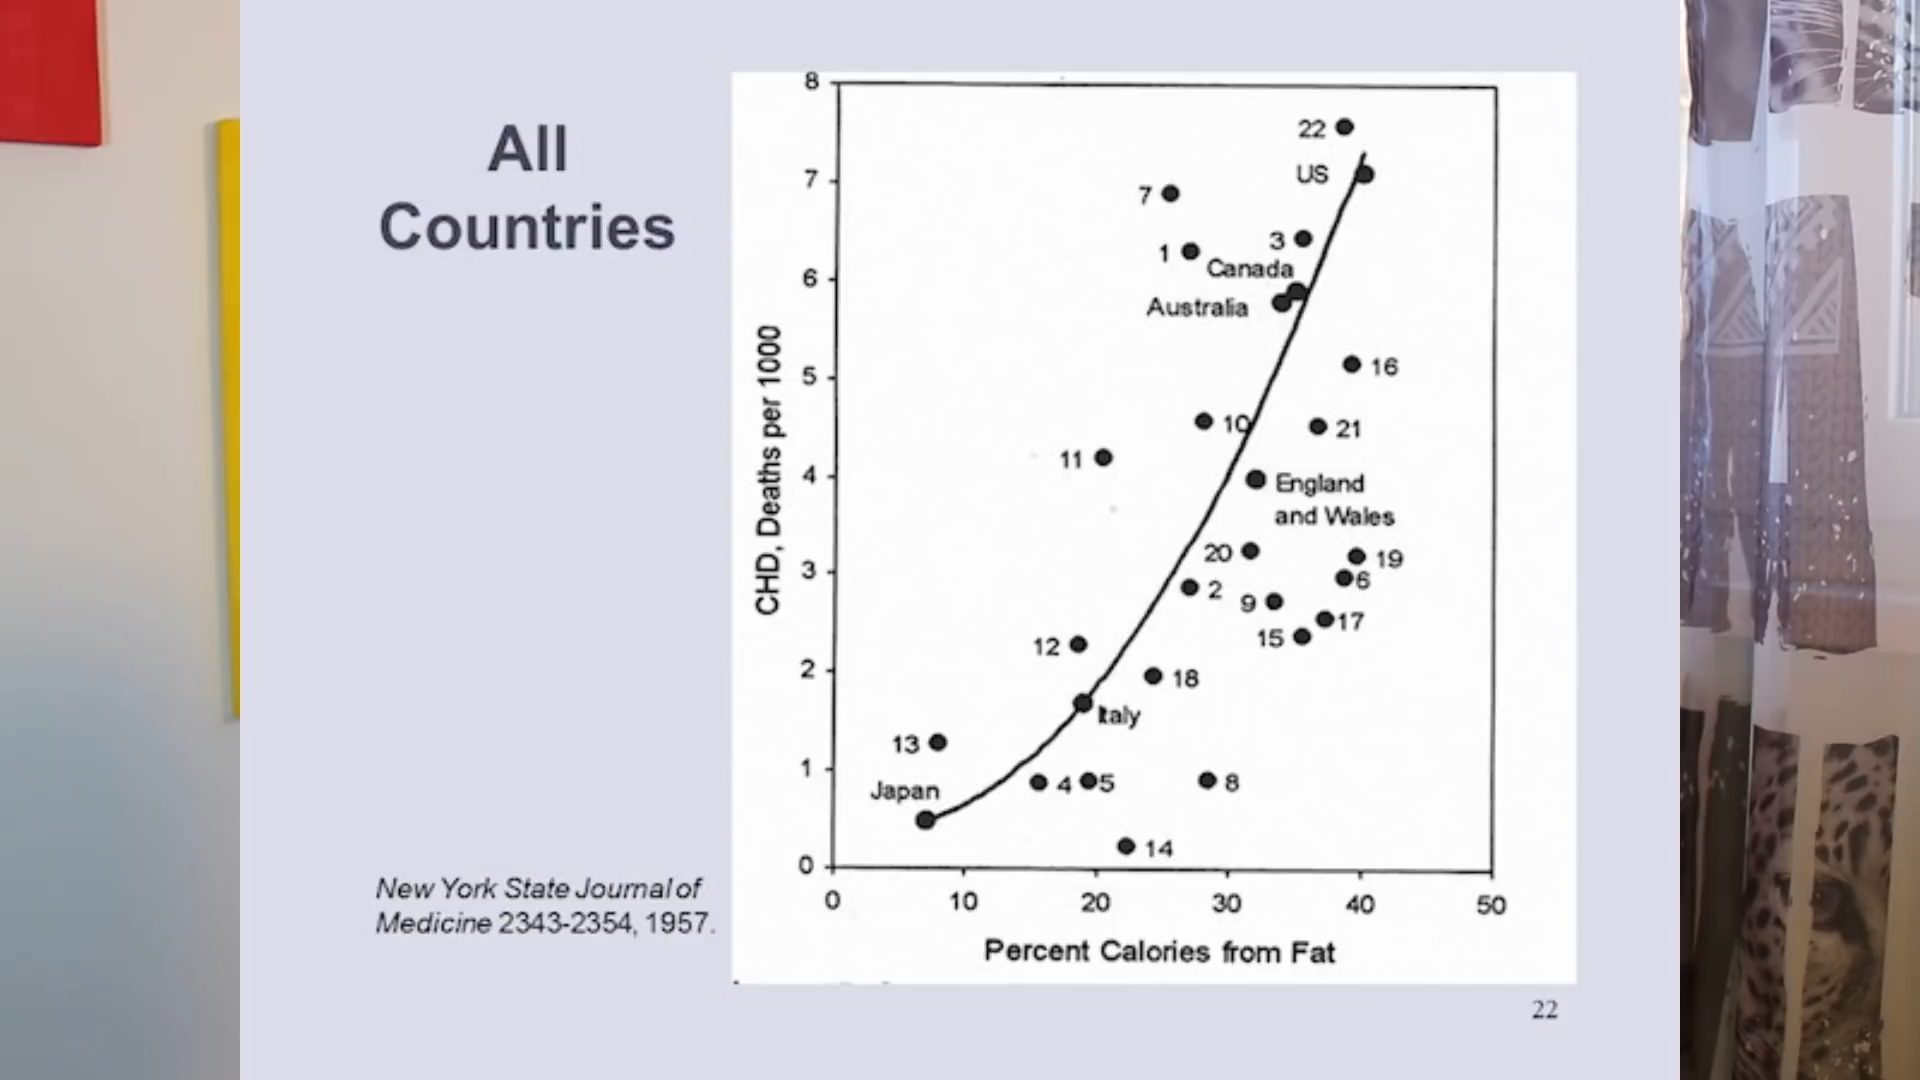 All
Countries
New York State Journal of
Medicine 2343-2354, 1957.
8
7
6
5
4
3
2
1
0
CHD, Deaths per 1000
22
US
7
3
1
Canada
Australia
16
10
21
11
England
and Wales
20
19
6
2
9
17
15
12
18
Italy
13
4
5
8
Japan
14
0 10 20 30 40 50
Percent Calories from Fat
22